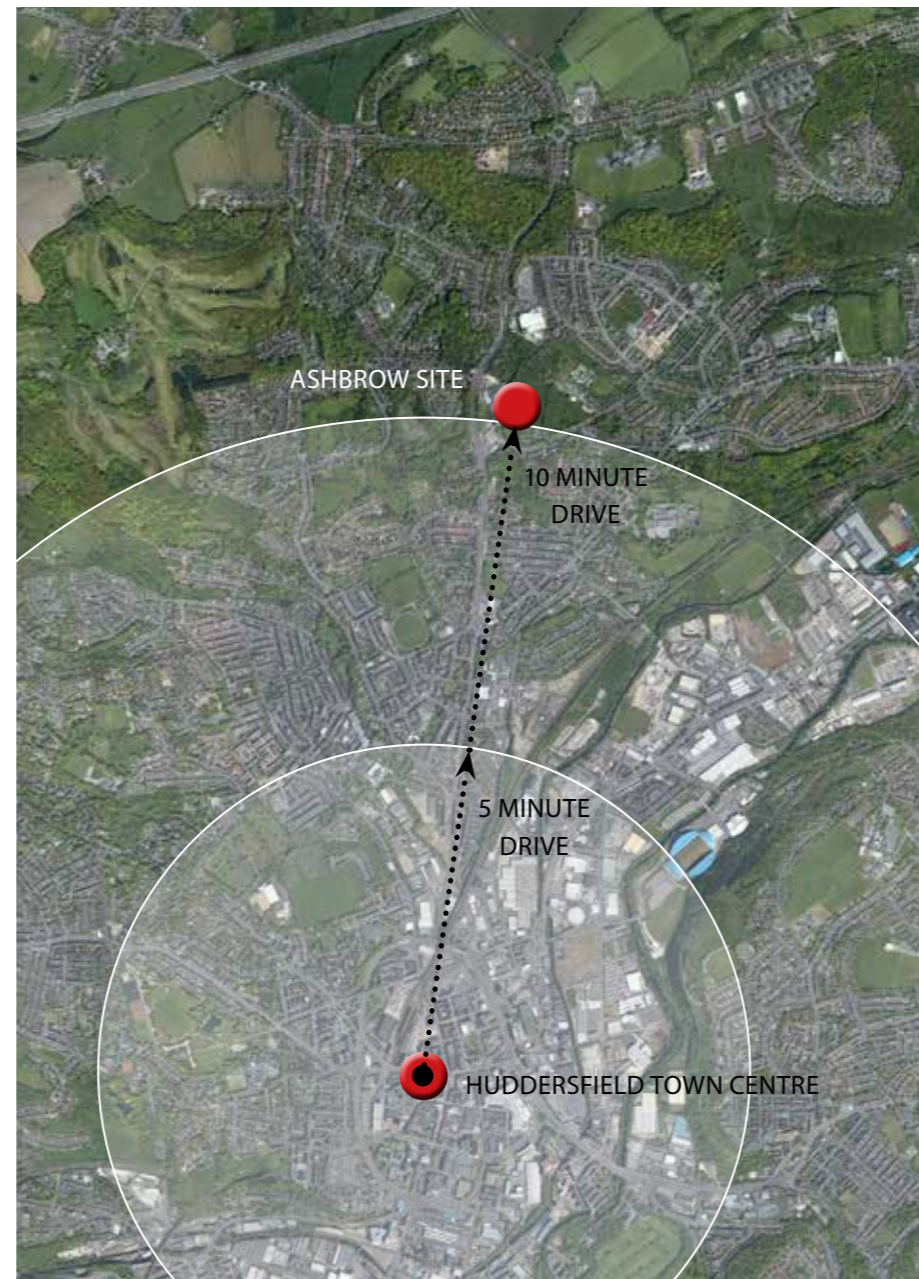 ASHBROW SITE
10 MINUTE
DRIVE
5 MINUTE
DRIVE
HUDDERSFIELD TOWN CENTRE